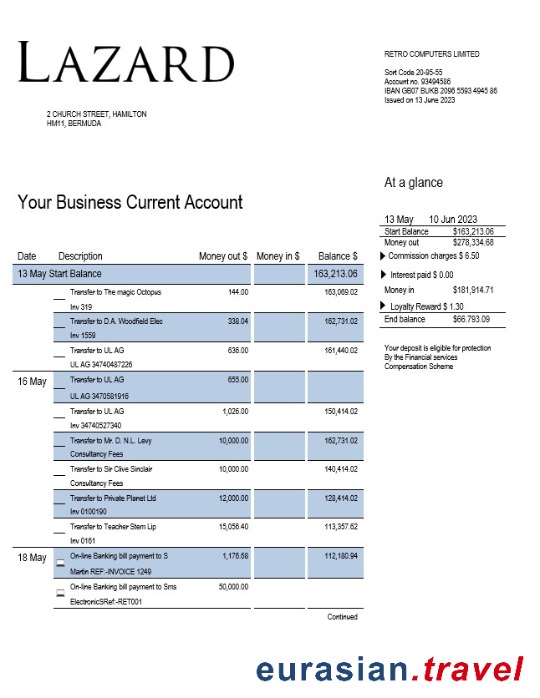 LAZARD
2 CHURCH STREET, HAMILTON
HM11, BERMUDA
RETRO COMPUTERS LIMITED
Sort Code 20-95-55
Account no. 93494586
IBAN GB07 BUKB 2096 5593 4945 86
Issued on 13 June 2023
At a glance
13 May 10 Jun 2023
Start Balance $163,213.06
Money out $278,334.68
Commission charges $ 6.50
Interest paid $ 0.00
Money in $181,914.71
Loyalty Reward $ 1.30
End balance $66.793.09
Your deposit is eligible for protection
By the Financial services
Compensation Scheme
Your Business Current Account
Date Description Money out $ Money in $ Balance $
13 May Start Balance 163,213.06
Transfer to The magic Octopus 144.00 163,069.02
Inv 319
Transfer to D.A. Woodfield Elec 338.04 162,731.02
Inv 1559
Transfer to UL AG 636.00 161,440.02
UL AG 34740487226
16 May Transfer to UL AG 655.00
UL AG 3470581916
Transfer to UL AG 1,026.00 150,414.02
Inv 34740527340
Transfer to Mr. D. N.L. Levy 10,000.00 162,731.02
Consultancy Fees
Transfer to Sir Clive Sinclair 10,000.00 140,414.02
Consultancy Fees
Transfer to Private Planet Ltd 12,000.00 128,414.02
Inv 0100190
Transfer to Teacher Stem Lip 15,056.40 113,357.62
Inv 0161
18 May On-line Banking bill payment to S 1,176.68 112,180.94
Martin REF:-INVOICE 1249
On-line Banking bill payment to Sms 50,000.00
ElectronicSRef:-RET001
Continued
eurasian.travel